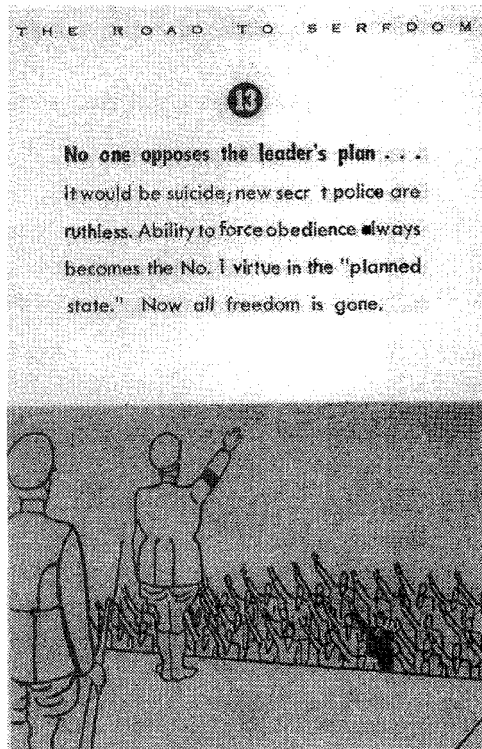 THE ROAD TO SERFDOM
13
No one opposes the leader's plan . . .
It would be suicide; new secr t police are
ruthless. Ability to force obedience always
becomes the No. 1 virtue in the "planned
state." Now all freedom is gone.